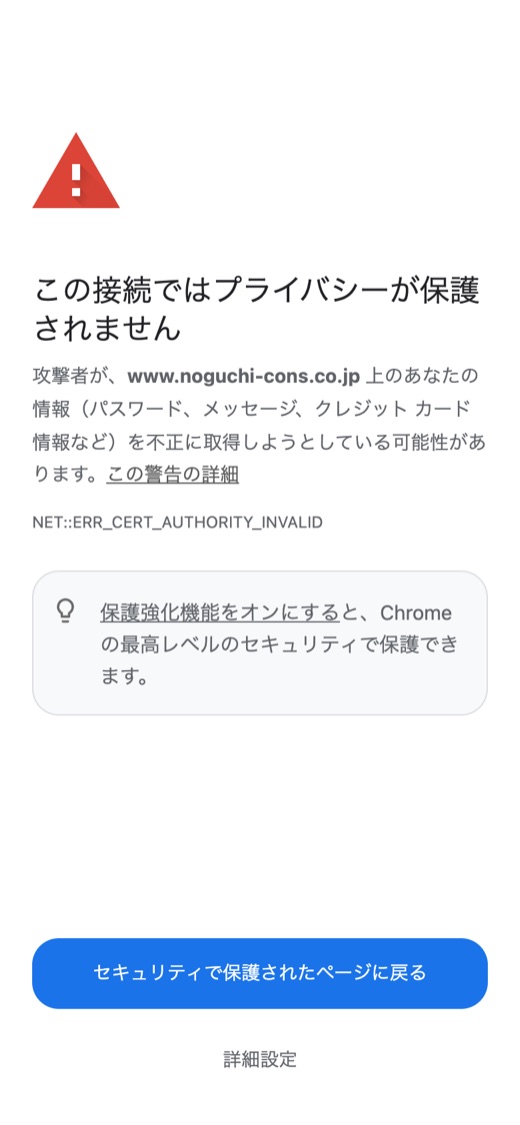 この接続ではプライバシーが保護
されません
攻撃者が、www.noguchi-cons.co.jp 上のあなたの
情報（パスワード、メッセージ、クレジット カード
情報など）を不正に取得しようとしている可能性があ
ります。この警告の詳細
NET::ERR_CERT_AUTHORITY_INVALID
保護強化機能をオンにすると、Chrome
の最高レベルのセキュリティで保護でき
ます。
セキュリティで保護されたページに戻る
詳細設定